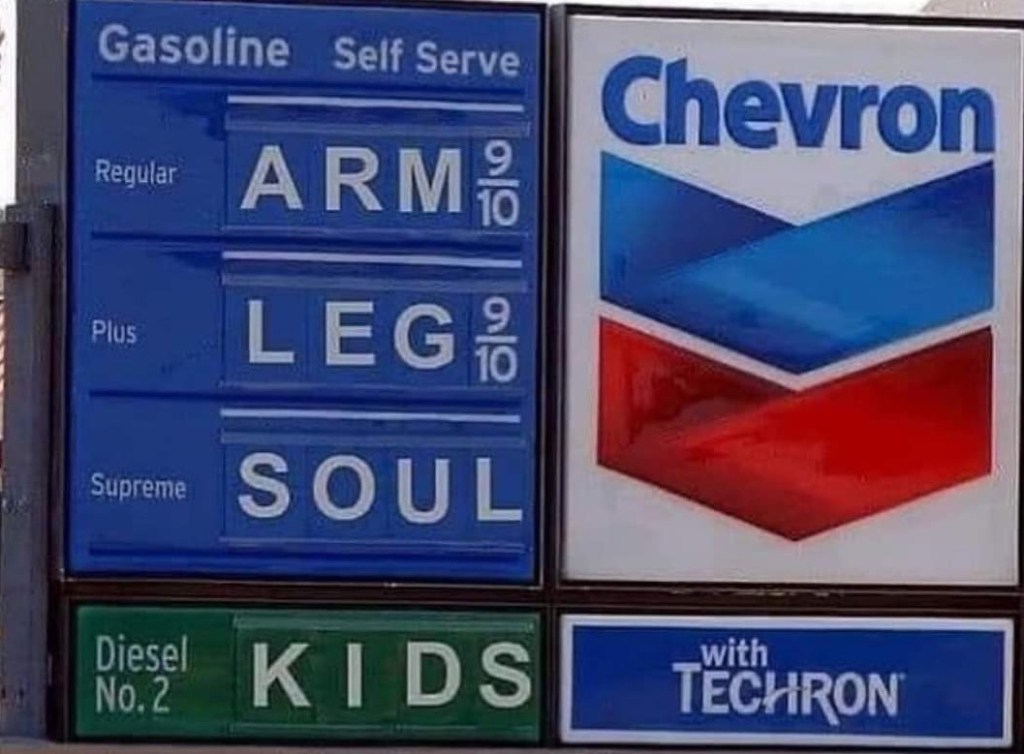 Gasoline Self Serve
Regular ARM 9/10
Plus LEG 9/10
Supreme SOUL
Diesel
No. 2 KIDS
Chevron
with
TECHRON